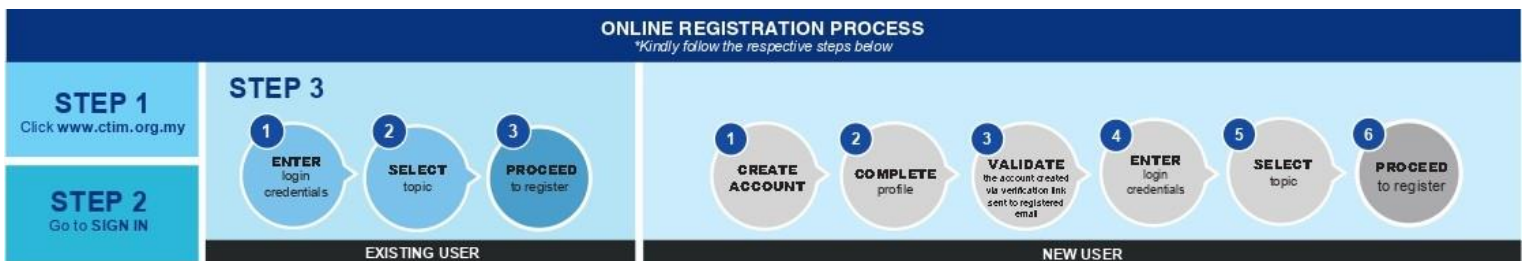 ONLINE REGISTRATION PROCESS
*Kindly follow the respective steps below
STEP 1
Click www.ctim.org.my
STEP 2
Go to SIGN IN
STEP 3
1
ENTER
login
credentials
2
SELECT
topic
3
PROCEED
to register
EXISTING USER
1
CREATE
ACCOUNT
2
COMPLETE
profile
3
VALIDATE
the account created
via verification link
sent to registered
email
4
ENTER
login
credentials
5
SELECT
topic
6
PROCEED
to register
NEW USER